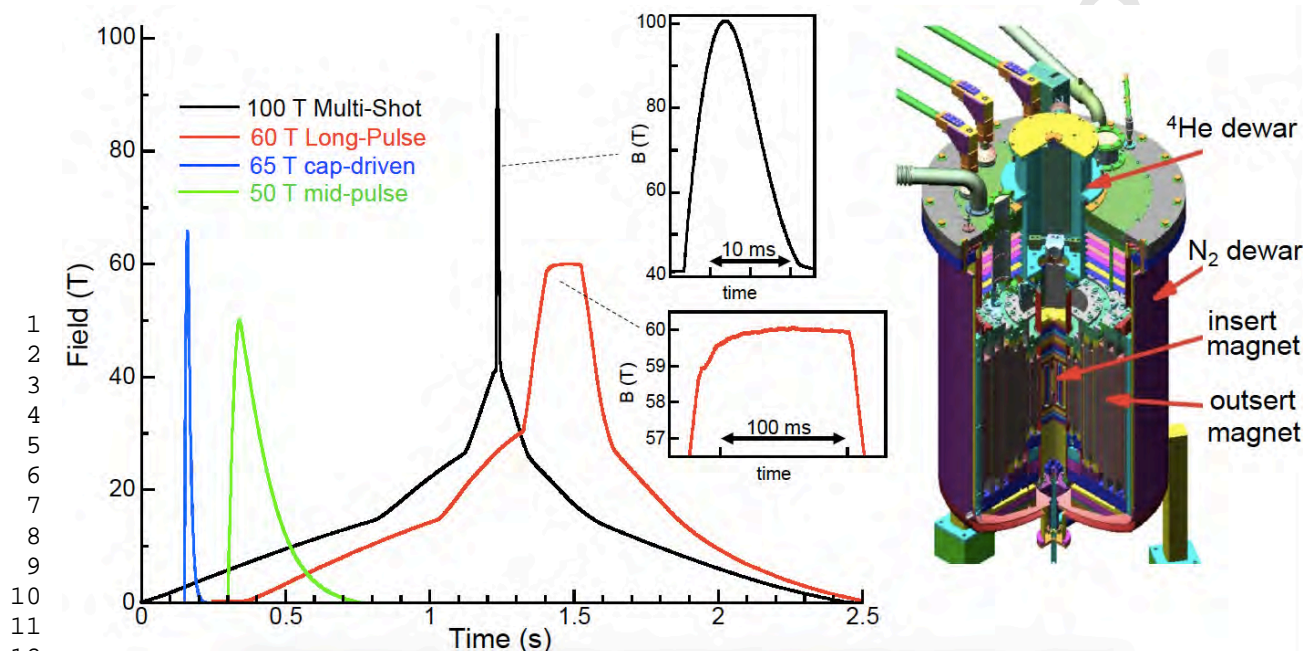 100
80
60
40
20
0
Field (T)
100 T Multi-Shot
60 T Long-Pulse
65 T cap-driven
50 T mid-pulse
0
0.5
1
1.5
2
2.5
Time (s)
100
80
60
40
B (T)
10 ms
time
60
59
58
57
B (T)
100 ms
time
⁴He dewar
N₂ dewar
insert
magnet
outsert
magnet
1
2
3
4
5
6
7
8
9
10
11